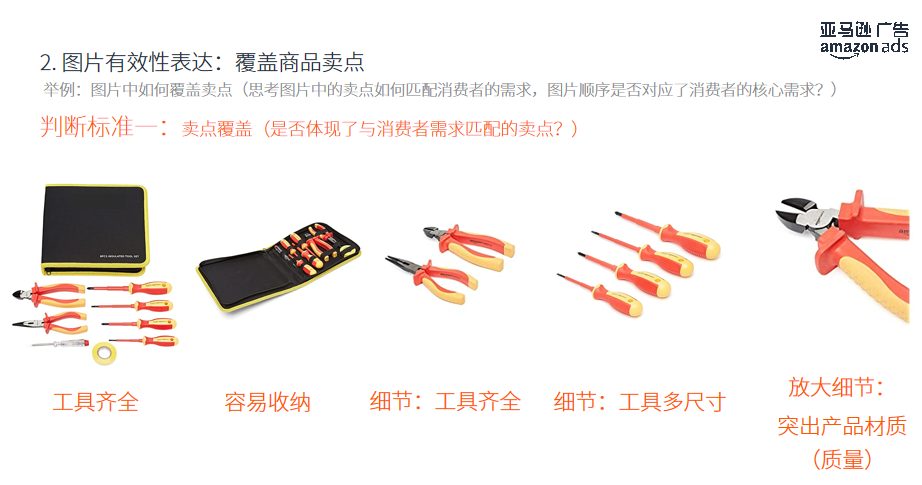 亚马逊广告
amazon ads
2. 图片有效性表达：覆盖商品卖点
举例：图片中如何覆盖卖点（思考图片中的卖点如何匹配消费者的需求，图片顺序是否对应了消费者的核心需求？）
判断标准一：卖点覆盖（是否体现了与消费者需求匹配的卖点？）
工具齐全
容易收纳
细节：工具齐全
细节：工具多尺寸
放大细节：
突出产品材质
（质量）